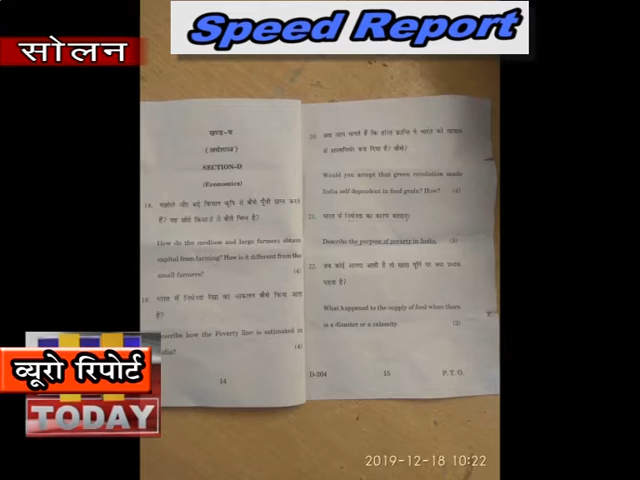 Speed Report
सोलन
खण्ड-य
(अर्थशास्त्र)
SECTION-D
(Economics)
18. मझोले और बड़े किसान कृषि से कैसे पूँजी प्राप्त करते
हैं? यह छोटे किसानों से कैसे भिन्न है?
How do the medium and large farmers obtain
capital from farming? How is it different from the
small farmers? (4)
19. भारत में निर्धनता रेखा का आकलन कैसे किया जाता
है?
scribe how the Poverty line is estimated in
dia? (4)
14
20. क्या आप मानते हैं कि हरित क्रान्ति ने भारत को खाद्यान्न
में आत्मनिर्भर बना दिया है? कैसे?
Would you accept that green revolution made
India self dependent in food grain? How? (4)
21. भारत में निर्धनता का कारण बताइए।
Describe the purpose of poverty in India. (3)
22. जब कोई आपदा आती है तो खाद्य पूर्ति पर क्या प्रभाव
पड़ता है?
What happened to the supply of food when there
is a disaster or a calamity. (3)
D-264 15 P. T. O.
ब्यूरो रिपोर्ट
TODAY
2019-12-18 10:22